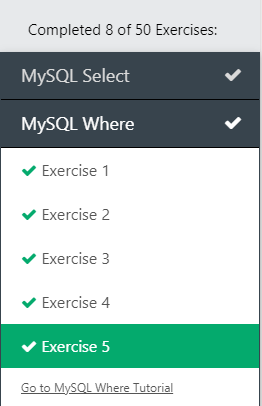 Completed 8 of 50 Exercises:
MySQL Select
MySQL Where
Exercise 1
Exercise 2
Exercise 3
Exercise 4
Exercise 5
Go to MySQL Where Tutorial